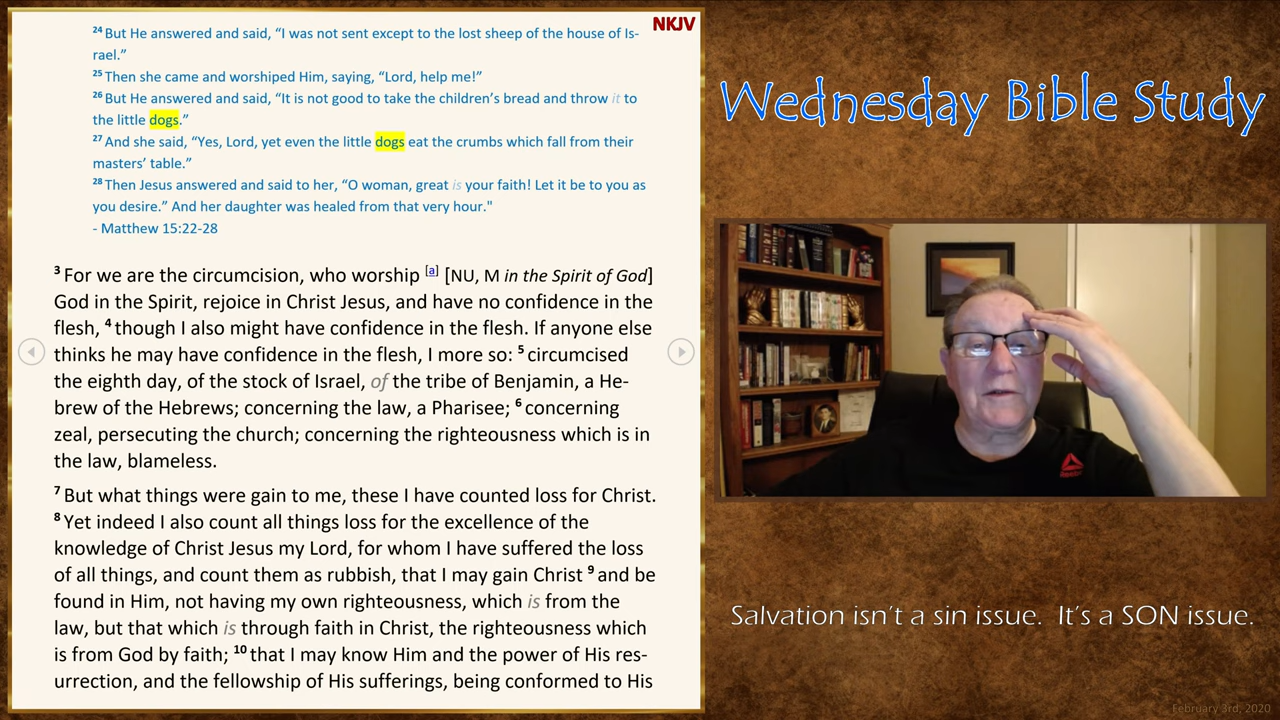 NKJV
24 But He answered and said, “I was not sent except to the lost sheep of the house of Is-
rael.”
25 Then she came and worshiped Him, saying, “Lord, help me!”
26 But He answered and said, “It is not good to take the children’s bread and throw it to
the little dogs.”
27 And she said, “Yes, Lord, yet even the little dogs eat the crumbs which fall from their
masters’ table.”
28 Then Jesus answered and said to her, “O woman, great is your faith! Let it be to you as
you desire.” And her daughter was healed from that very hour."
- Matthew 15:22-28
3 For we are the circumcision, who worship [a] [NU, M in the Spirit of God]
God in the Spirit, rejoice in Christ Jesus, and have no confidence in the
flesh, 4 though I also might have confidence in the flesh. If anyone else
thinks he may have confidence in the flesh, I more so: 5 circumcised
the eighth day, of the stock of Israel, of the tribe of Benjamin, a He-
brew of the Hebrews; concerning the law, a Pharisee; 6 concerning
zeal, persecuting the church; concerning the righteousness which is in
the law, blameless.
7 But what things were gain to me, these I have counted loss for Christ.
8 Yet indeed I also count all things loss for the excellence of the
knowledge of Christ Jesus my Lord, for whom I have suffered the loss
of all things, and count them as rubbish, that I may gain Christ 9 and be
found in Him, not having my own righteousness, which is from the
law, but that which is through faith in Christ, the righteousness which
is from God by faith; 10 that I may know Him and the power of His res-
urrection, and the fellowship of His sufferings, being conformed to His
Wednesday Bible Study
Reebok
Salvation isn’t a sin issue. It’s a SON issue.
February 3rd, 2020